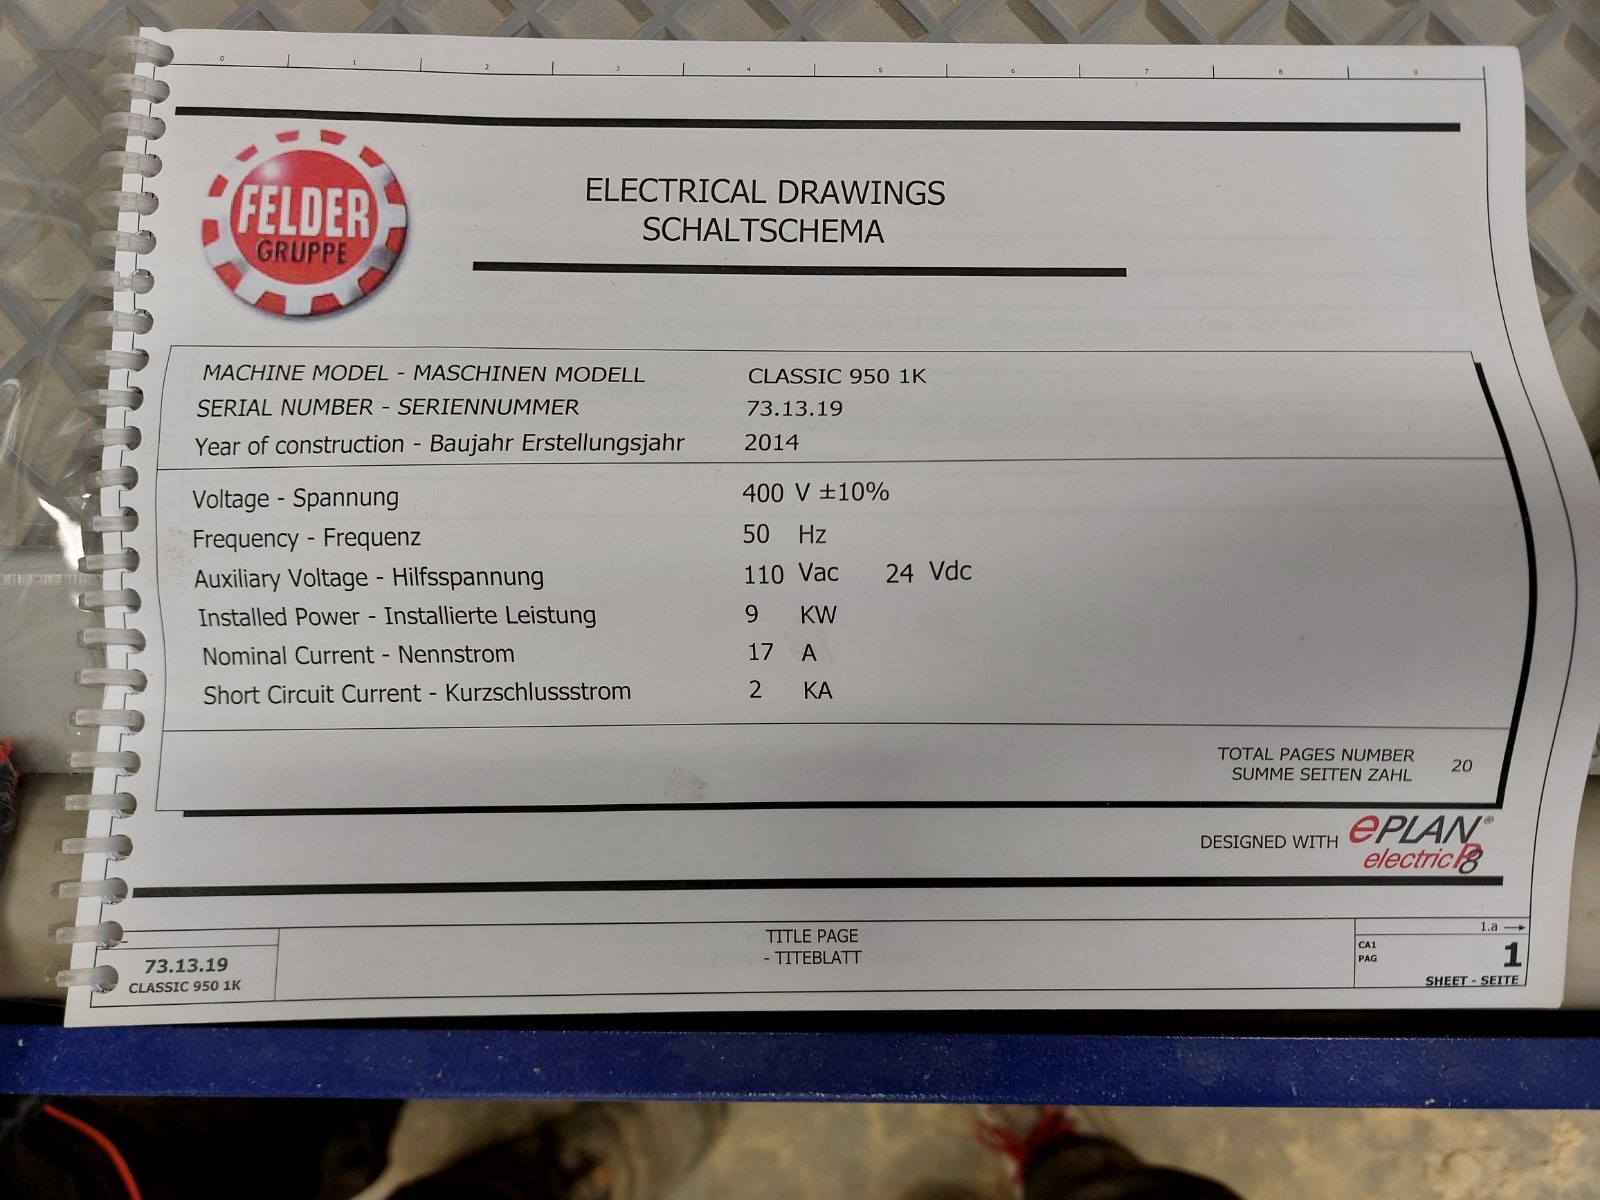 0 1 2 3 4 5 6 7 8 9
FELDER
GRUPPE
ELECTRICAL DRAWINGS
SCHALTSCHEMA
MACHINE MODEL - MASCHINEN MODELL CLASSIC 950 1K
SERIAL NUMBER - SERIENNUMMER 73.13.19
Year of construction - Baujahr Erstellungsjahr 2014
Voltage - Spannung 400 V ±10%
Frequency - Frequenz 50 Hz
Auxiliary Voltage - Hilfsspannung 110 Vac 24 Vdc
Installed Power - Installierte Leistung 9 KW
Nominal Current - Nennstrom 17 A
Short Circuit Current - Kurzschlussstrom 2 KA
TOTAL PAGES NUMBER
SUMME SEITEN ZAHL 20
DESIGNED WITH ePLAN®
electric P8
73.13.19
CLASSIC 950 1K
TITLE PAGE
- TITEBLATT
1.a
CA1
PAG
1
SHEET - SEITE